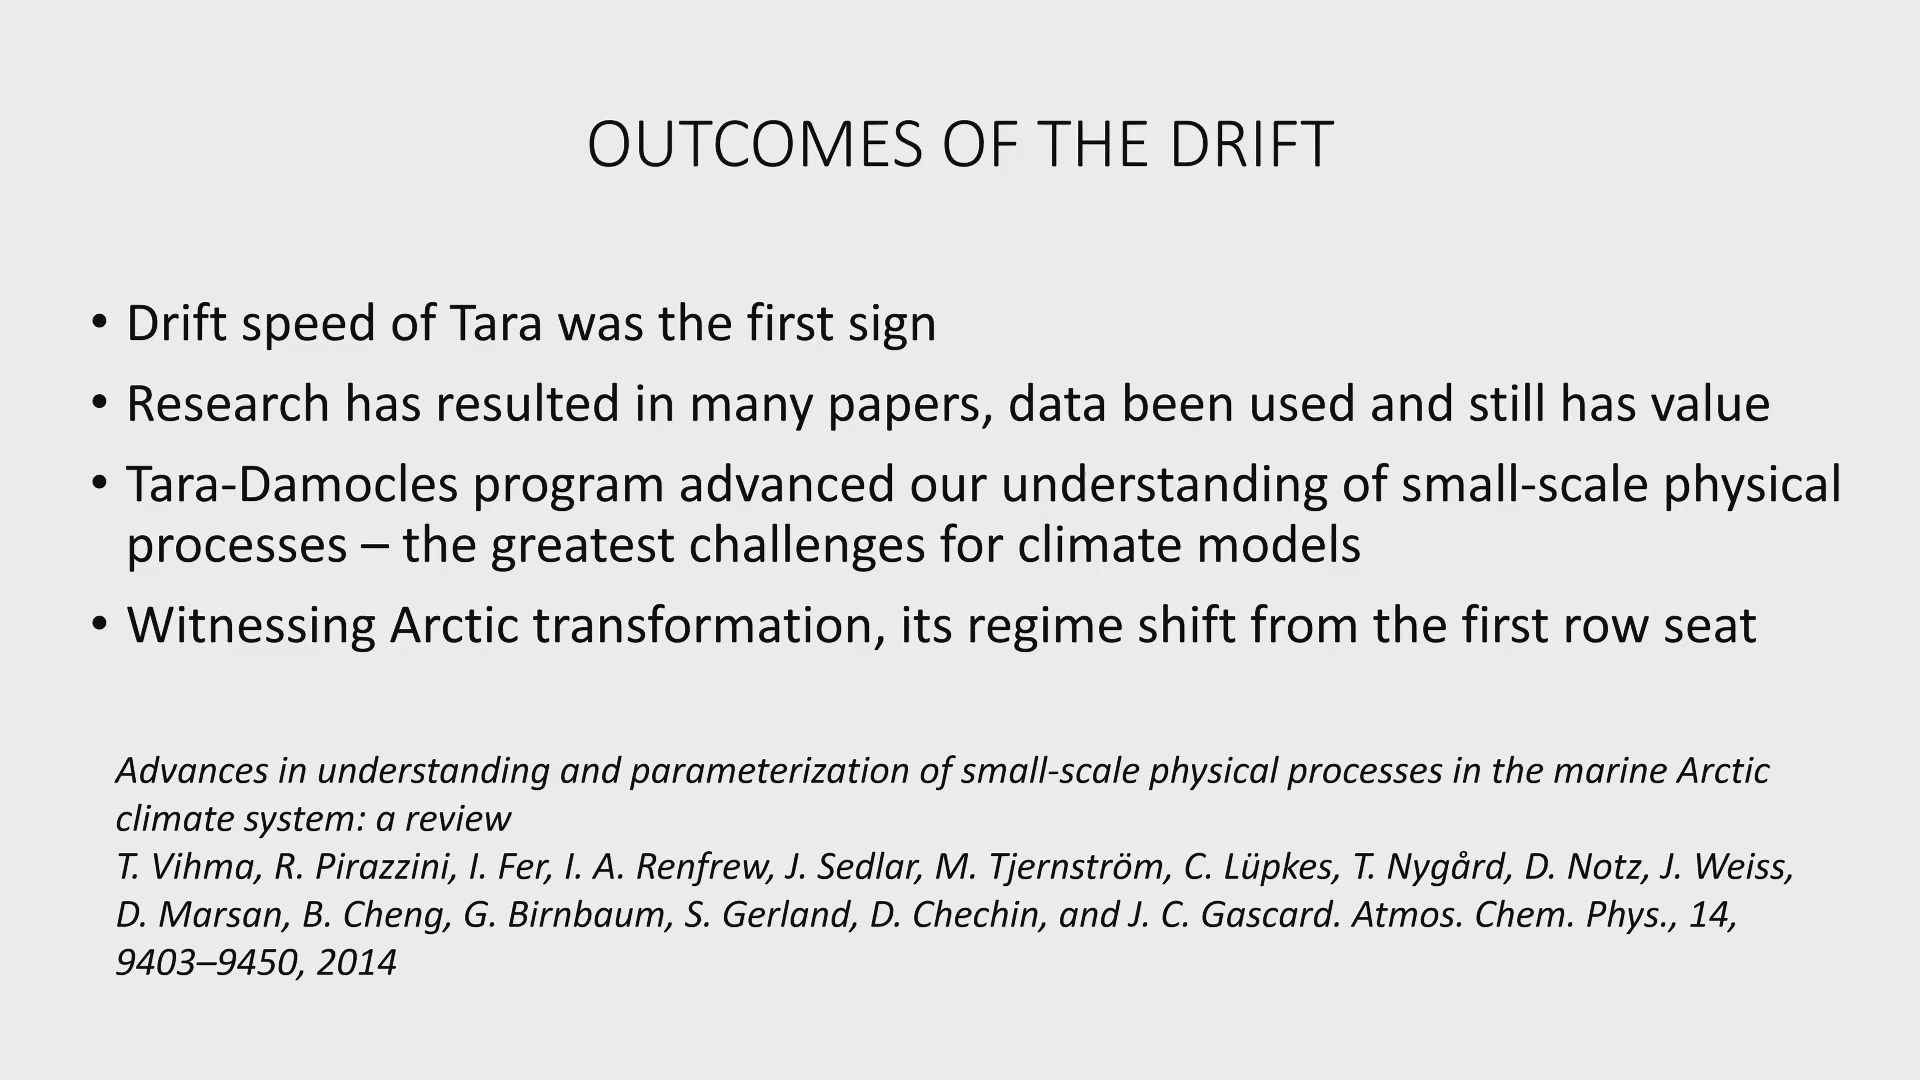 OUTCOMES OF THE DRIFT
• Drift speed of Tara was the first sign
• Research has resulted in many papers, data been used and still has value
• Tara-Damocles program advanced our understanding of small-scale physical
processes – the greatest challenges for climate models
• Witnessing Arctic transformation, its regime shift from the first row seat
Advances in understanding and parameterization of small-scale physical processes in the marine Arctic
climate system: a review
T. Vihma, R. Pirazzini, I. Fer, I. A. Renfrew, J. Sedlar, M. Tjernström, C. Lüpkes, T. Nygård, D. Notz, J. Weiss,
D. Marsan, B. Cheng, G. Birnbaum, S. Gerland, D. Chechin, and J. C. Gascard. Atmos. Chem. Phys., 14,
9403–9450, 2014